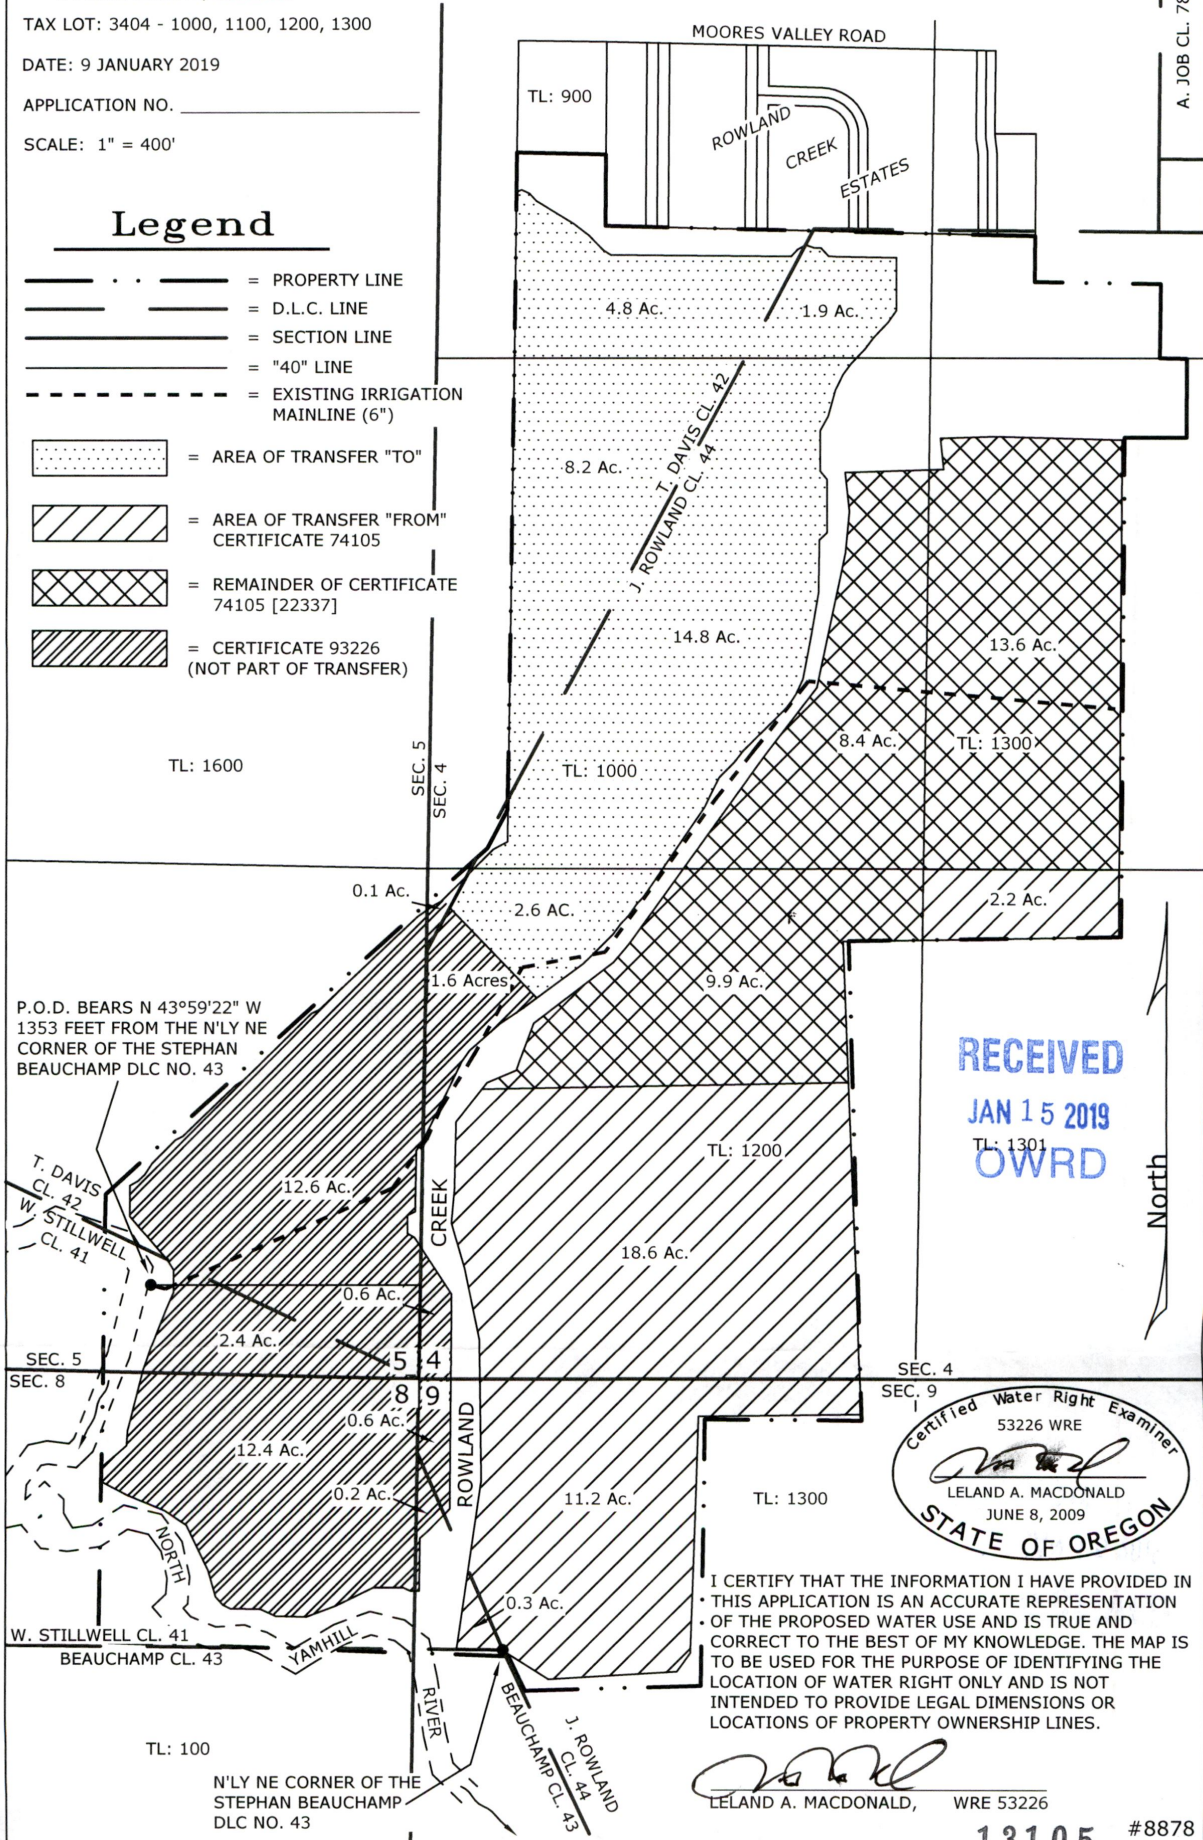 TAX LOT: 3404 - 1000, 1100, 1200, 1300
DATE: 9 JANUARY 2019
APPLICATION NO.
SCALE: 1" = 400'
MOORES VALLEY ROAD
A. JOB CL. 78
TL: 900
ROWLAND
CREEK
ESTATES
Legend
= PROPERTY LINE
= D.L.C. LINE
= SECTION LINE
= "40" LINE
= EXISTING IRRIGATION
MAINLINE (6")
= AREA OF TRANSFER "TO"
= AREA OF TRANSFER "FROM"
CERTIFICATE 74105
= REMAINDER OF CERTIFICATE
74105 [22337]
= CERTIFICATE 93226
(NOT PART OF TRANSFER)
4.8 Ac.
1.9 Ac.
T. DAVIS CL. 42
J. ROWLAND CL. 44
8.2 Ac.
14.8 Ac.
13.6 Ac.
8.4 Ac.
TL: 1300
TL: 1600
SEC. 5
SEC. 4
TL: 1000
0.1 Ac.
2.6 AC.
2.2 Ac.
1.6 Acres
9.9 Ac.
P.O.D. BEARS N 43°59'22" W
1353 FEET FROM THE N'LY NE
CORNER OF THE STEPHAN
BEAUCHAMP DLC NO. 43
RECEIVED
JAN 15 2019
TL: 1301
OWRD
North
TL: 1200
T. DAVIS
CL. 42
W. STILLWELL
CL. 41
12.6 Ac.
CREEK
18.6 Ac.
0.6 Ac.
2.4 Ac.
5 4
8 9
SEC. 5
SEC. 8
SEC. 4
SEC. 9
0.6 Ac.
12.4 Ac.
0.2 Ac.
ROWLAND
11.2 Ac.
TL: 1300
Certified Water Right Examiner
53226 WRE
LELAND A. MACDONALD
JUNE 8, 2009
STATE OF OREGON
NORTH
YAMHILL
RIVER
0.3 Ac.
W. STILLWELL CL. 41
BEAUCHAMP CL. 43
I CERTIFY THAT THE INFORMATION I HAVE PROVIDED IN
THIS APPLICATION IS AN ACCURATE REPRESENTATION
OF THE PROPOSED WATER USE AND IS TRUE AND
CORRECT TO THE BEST OF MY KNOWLEDGE. THE MAP IS
TO BE USED FOR THE PURPOSE OF IDENTIFYING THE
LOCATION OF WATER RIGHT ONLY AND IS NOT
INTENDED TO PROVIDE LEGAL DIMENSIONS OR
LOCATIONS OF PROPERTY OWNERSHIP LINES.
J. ROWLAND
CL. 44
BEAUCHAMP CL. 43
TL: 100
N'LY NE CORNER OF THE
STEPHAN BEAUCHAMP
DLC NO. 43
LELAND A. MACDONALD, WRE 53226
13105
#8878